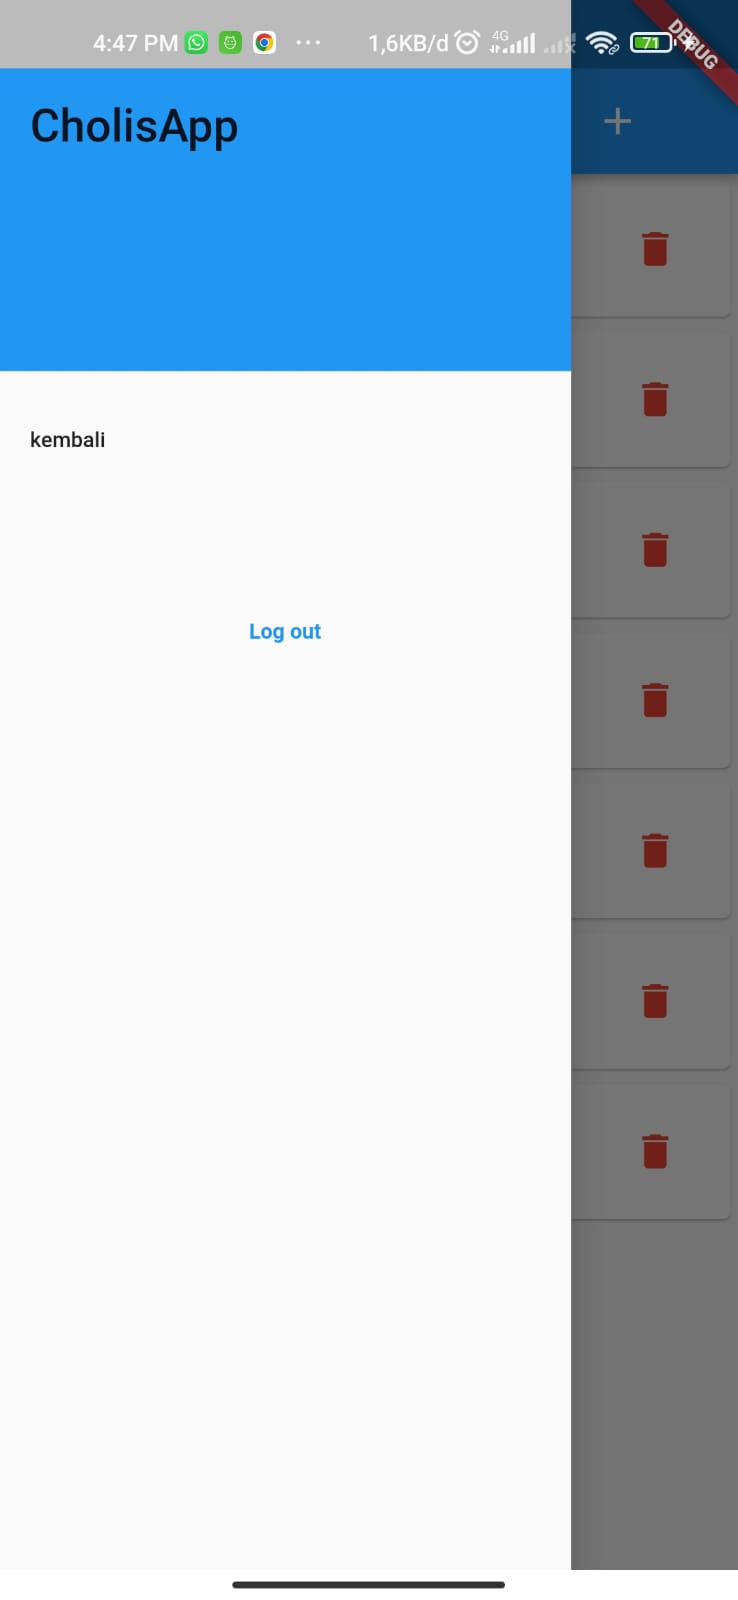 4:47 PM ... 1,6KB/d 4G 71
DEBUG
CholisApp
kembali
Log out